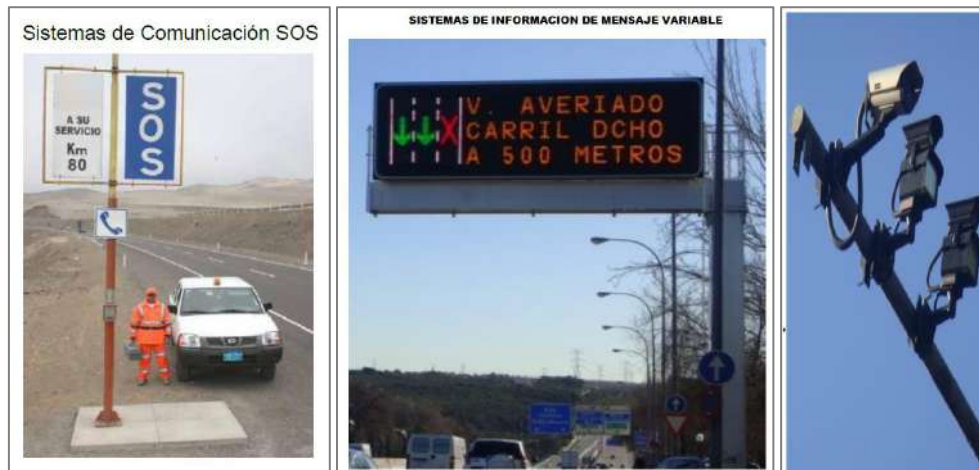 Sistemas de Comunicación SOS
A SU
SERVICIO
Km
80
SOS
SISTEMAS DE INFORMACION DE MENSAJE VARIABLE
V. AVERIADO
CARRIL DCHO
A 500 METROS